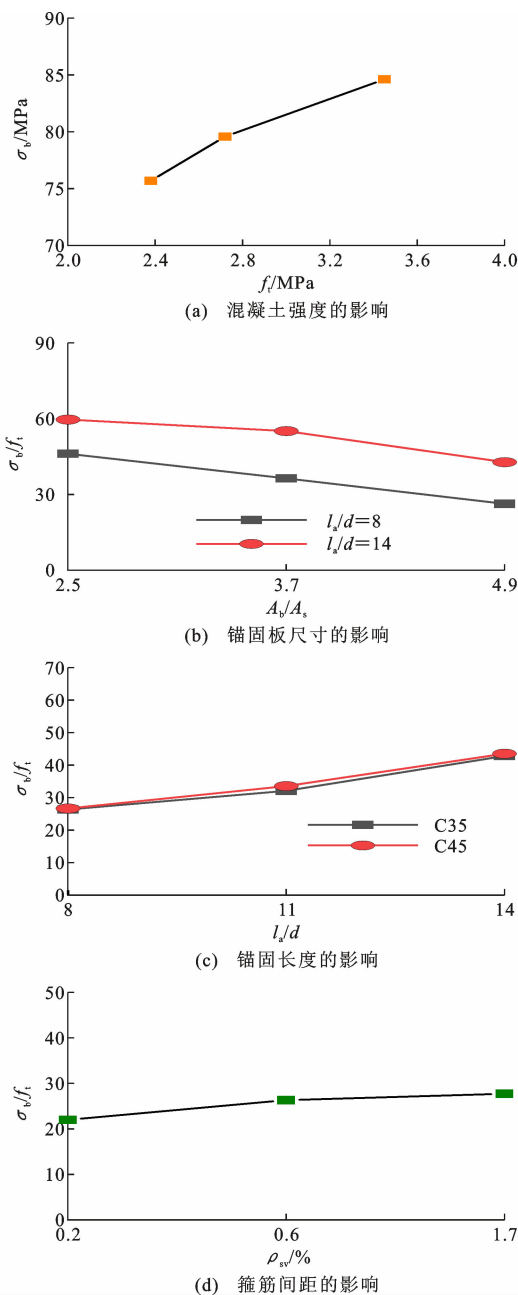 90
85
80
75
70
σb/MPa
2.0 2.4 2.8 3.2 3.6 4.0
ft/MPa
(a) 混凝土强度的影响
90
60
30
0
σb/ft
la/d=8
la/d=14
2.5 3.7 4.9
Ab/As
(b) 锚固板尺寸的影响
70
60
50
40
30
20
10
0
σb/ft
C35
C45
8 11 14
la/d
(c) 锚固长度的影响
50
40
30
20
10
0
σb/ft
0.2 0.6 1.7
ρsv/%
(d) 箍筋间距的影响